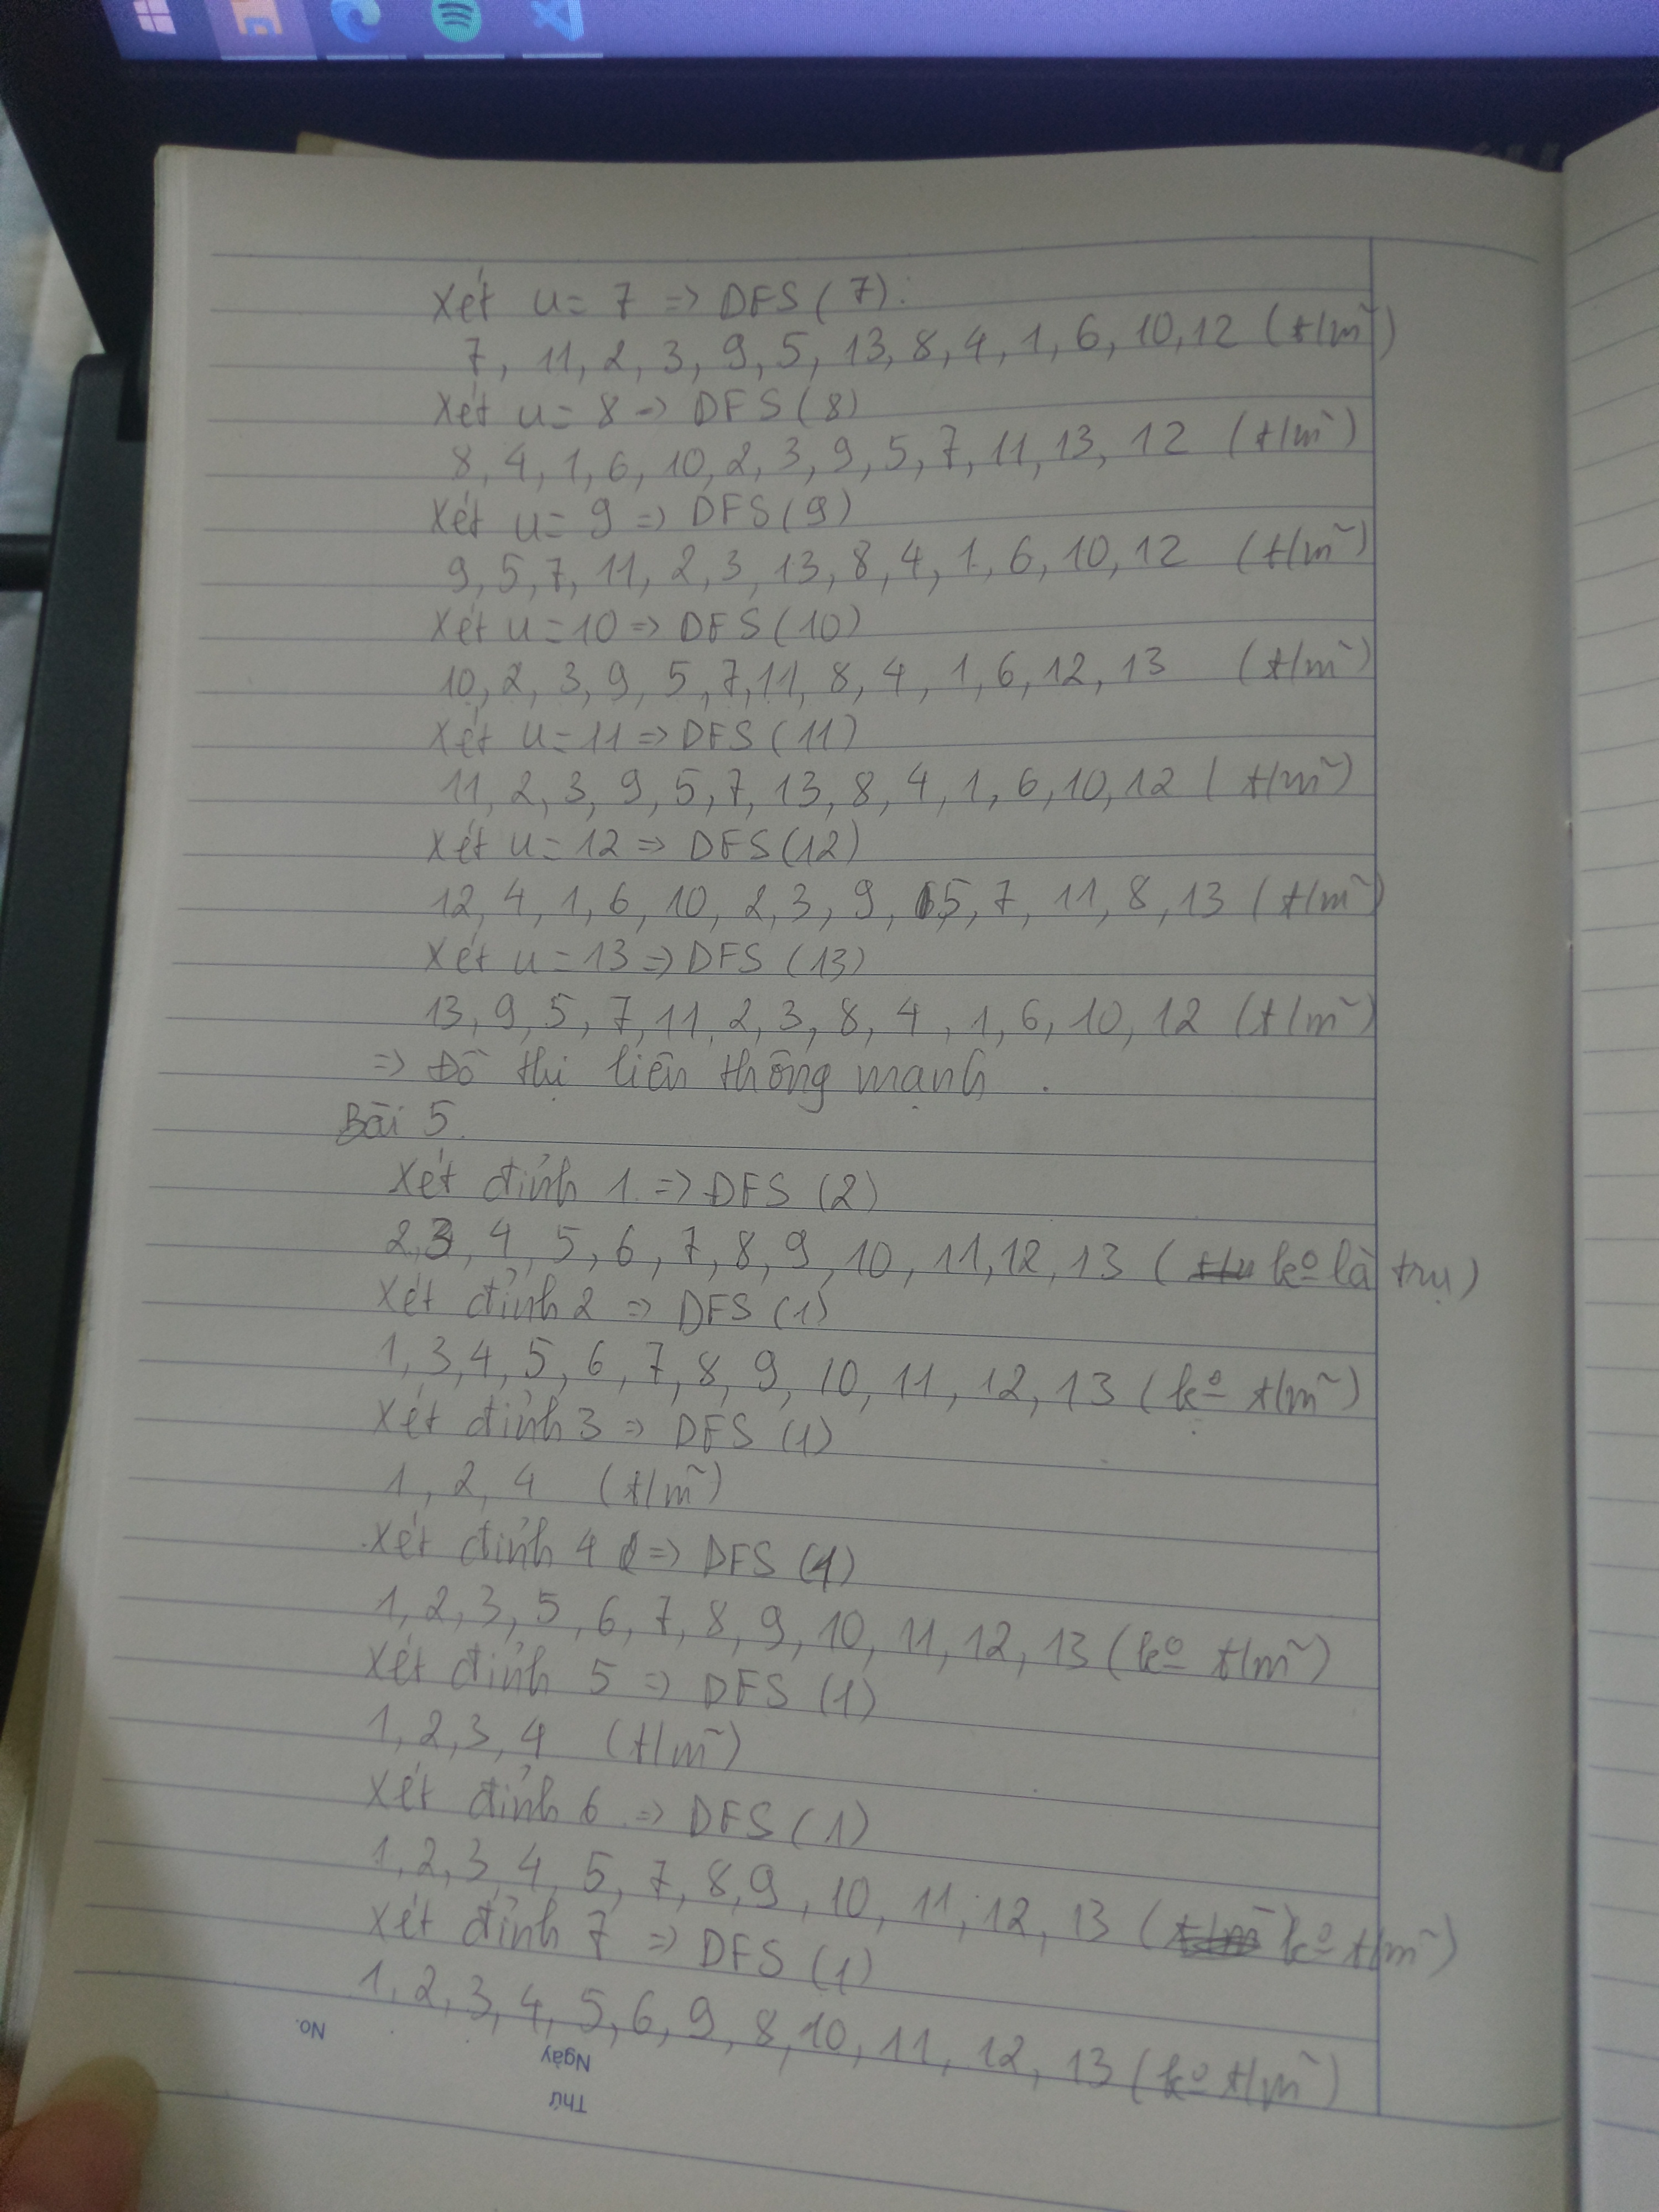 Xét u = 7 => DFS (7):
7, 11, 2, 3, 9, 5, 13, 8, 4, 1, 6, 10, 12 (t/m~)
Xét u = 8 => DFS (8)
8, 4, 1, 6, 10, 2, 3, 9, 5, 7, 11, 13, 12 (t/m~)
Xét u = 9 => DFS (9)
9, 5, 7, 11, 2, 3, 13, 8, 4, 1, 6, 10, 12 (t/m~)
Xét u = 10 => DFS (10)
10, 2, 3, 9, 5, 7, 11, 8, 4, 1, 6, 12, 13 (t/m~)
Xét u = 11 => DFS (11)
11, 2, 3, 9, 5, 7, 13, 8, 4, 1, 6, 10, 12 (t/m~)
Xét u = 12 => DFS (12)
12, 4, 1, 6, 10, 2, 3, 9, 5, 7, 11, 8, 13 (t/m~)
Xét u = 13 => DFS (13)
13, 9, 5, 7, 11, 2, 3, 8, 4, 1, 6, 10, 12 (t/m~)
=> Đồ thị liên thông mạnh.
Bài 5.
Xét đỉnh 1 => DFS (2)
2, 3, 4, 5, 6, 7, 8, 9, 10, 11, 12, 13 (kº là trụ)
Xét đỉnh 2 => DFS (1)
1, 3, 4, 5, 6, 7, 8, 9, 10, 11, 12, 13 (kº t/m~)
Xét đỉnh 3 => DFS (1)
1, 2, 4 (t/m~)
Xét đỉnh 4 => DFS (1)
1, 2, 3, 5, 6, 7, 8, 9, 10, 11, 12, 13 (kº t/m~)
Xét đỉnh 5 => DFS (1)
1, 2, 3, 4 (t/m~)
Xét đỉnh 6 => DFS (1)
1, 2, 3, 4, 5, 7, 8, 9, 10, 11, 12, 13 (kº t/m~)
Xét đỉnh 7 => DFS (1)
1, 2, 3, 4, 5, 6, 9, 8, 10, 11, 12, 13 (kº t/m~)
No.
Ngày
Thứ